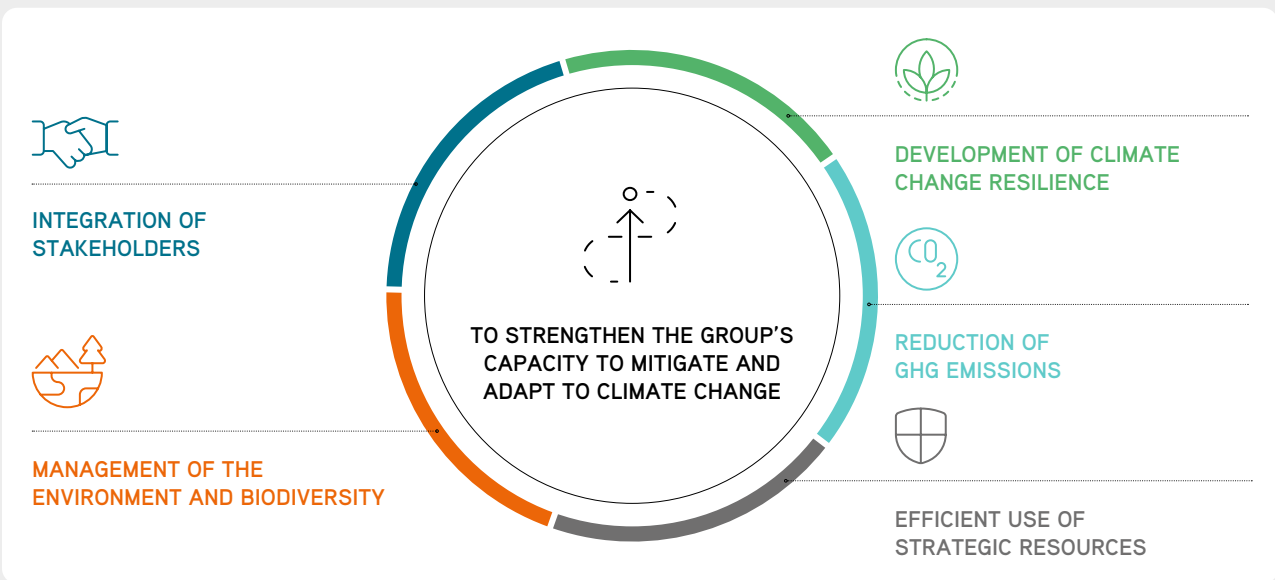 INTEGRATION OF
STAKEHOLDERS
MANAGEMENT OF THE
ENVIRONMENT AND BIODIVERSITY
TO STRENGTHEN THE GROUP’S
CAPACITY TO MITIGATE AND
ADAPT TO CLIMATE CHANGE
DEVELOPMENT OF CLIMATE
CHANGE RESILIENCE
CO2
REDUCTION OF
GHG EMISSIONS
EFFICIENT USE OF
STRATEGIC RESOURCES